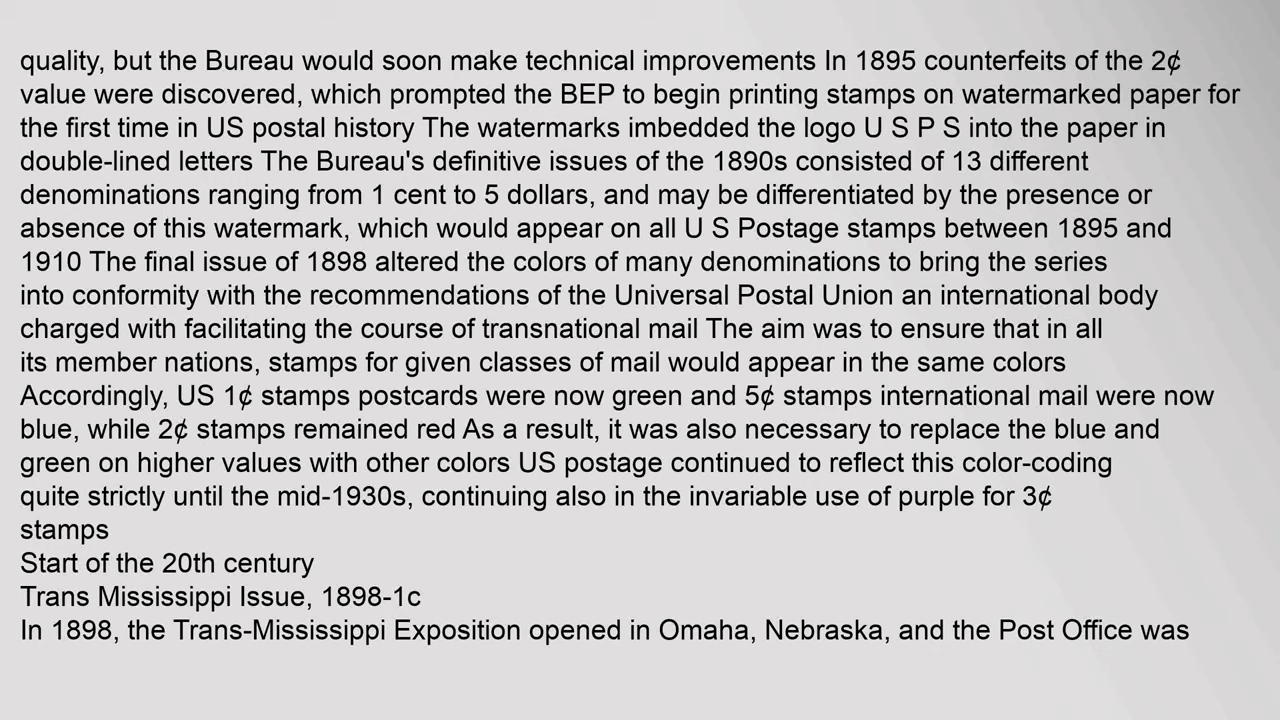 quality, but the Bureau would soon make technical improvements In 1895 counterfeits of the 2¢
value were discovered, which prompted the BEP to begin printing stamps on watermarked paper for
the first time in US postal history The watermarks imbedded the logo U S P S into the paper in
double-lined letters The Bureau's definitive issues of the 1890s consisted of 13 different
denominations ranging from 1 cent to 5 dollars, and may be differentiated by the presence or
absence of this watermark, which would appear on all U S Postage stamps between 1895 and
1910 The final issue of 1898 altered the colors of many denominations to bring the series
into conformity with the recommendations of the Universal Postal Union an international body
charged with facilitating the course of transnational mail The aim was to ensure that in all
its member nations, stamps for given classes of mail would appear in the same colors
Accordingly, US 1¢ stamps postcards were now green and 5¢ stamps international mail were now
blue, while 2¢ stamps remained red As a result, it was also necessary to replace the blue and
green on higher values with other colors US postage continued to reflect this color-coding
quite strictly until the mid-1930s, continuing also in the invariable use of purple for 3¢
stamps
Start of the 20th century
Trans Mississippi Issue, 1898-1c
In 1898, the Trans-Mississippi Exposition opened in Omaha, Nebraska, and the Post Office was